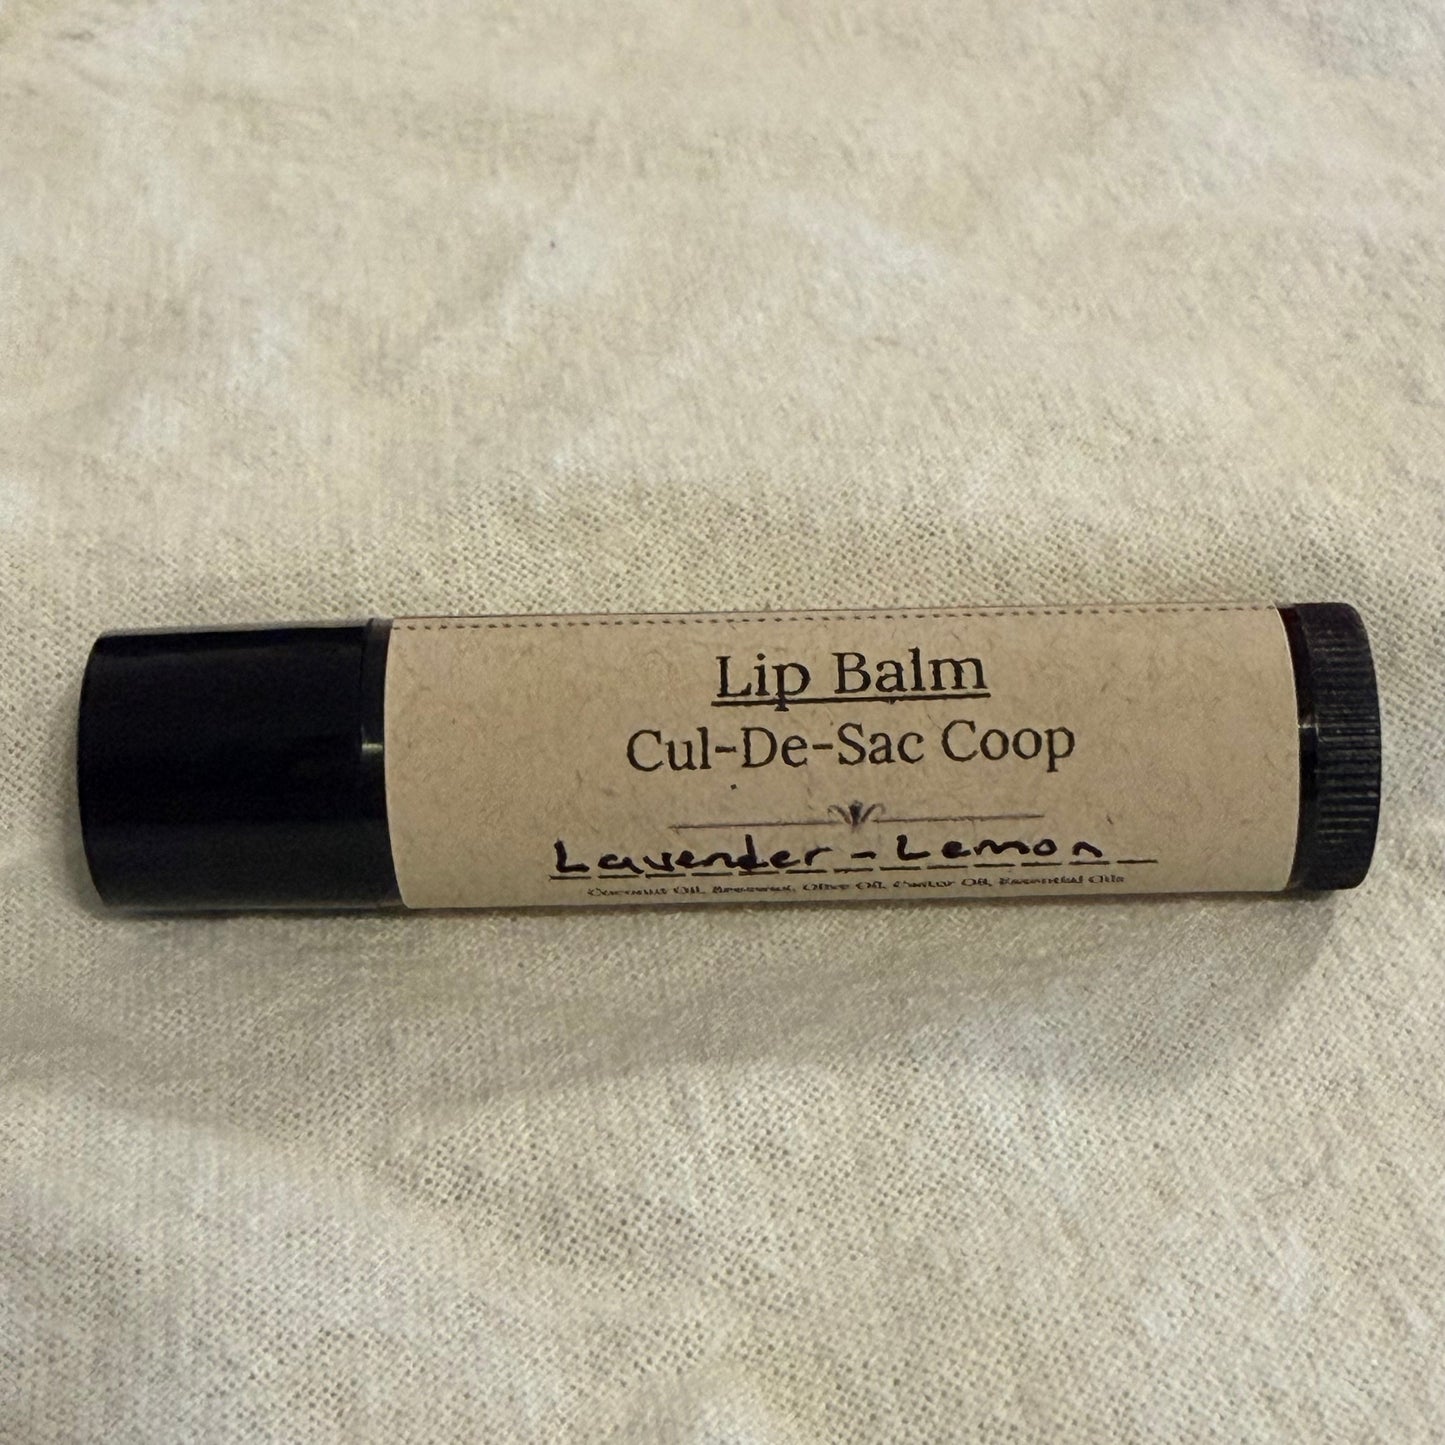 Lip Balm
Cul-De-Sac Coop
Lavender-Lemon
Coconut Oil, Beeswax, Olive Oil, Castor Oil, Essential Oils